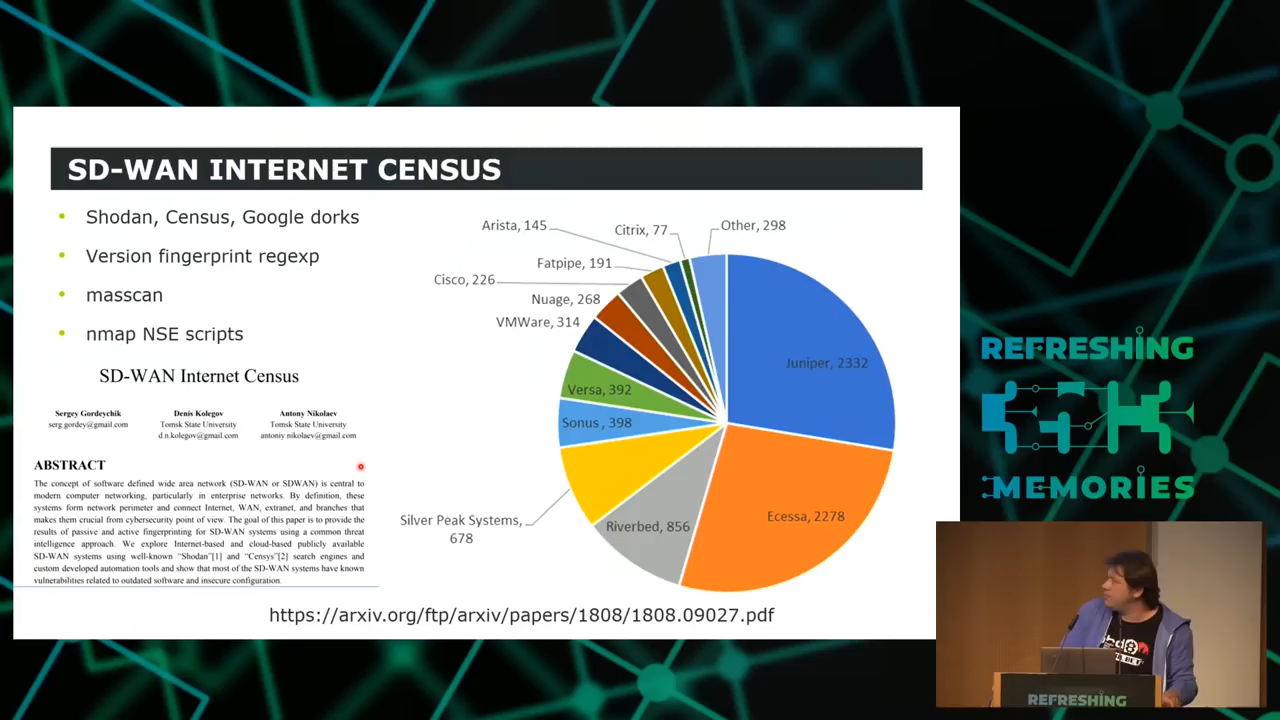 SD-WAN INTERNET CENSUS
• Shodan, Census, Google dorks
• Version fingerprint regexp
• masscan
• nmap NSE scripts
SD-WAN Internet Census
Sergey Gordeychik
serg.gordey@gmail.com
Denis Kolegov
Tomsk State University
d.n.kolegov@gmail.com
Antony Nikolaev
Tomsk State University
antoniy.nikolaev@gmail.com
ABSTRACT
The concept of software defined wide area network (SD-WAN or SDWAN) is central to
modern computer networking, particularly in enterprise networks. By definition, these
systems form network perimeter and connect Internet, WAN, extranet, and branches that
makes them crucial from cybersecurity point of view. The goal of this paper is to provide the
results of passive and active fingerprinting for SD-WAN systems using a common threat
intelligence approach. We explore Internet-based and cloud-based publicly available
SD-WAN systems using well-known “Shodan”[1] and “Censys”[2] search engines and
custom developed automation tools and show that most of the SD-WAN systems have known
vulnerabilities related to outdated software and insecure configuration.
Arista, 145
Citrix, 77
Other, 298
Fatpipe, 191
Cisco, 226
Nuage, 268
VMWare, 314
Juniper, 2332
Versa, 392
Sonus , 398
Silver Peak Systems,
678
Riverbed, 856
Ecessa, 2278
https://arxiv.org/ftp/arxiv/papers/1808/1808.09027.pdf
REFRESHING
MEMORIES
REFRESHING